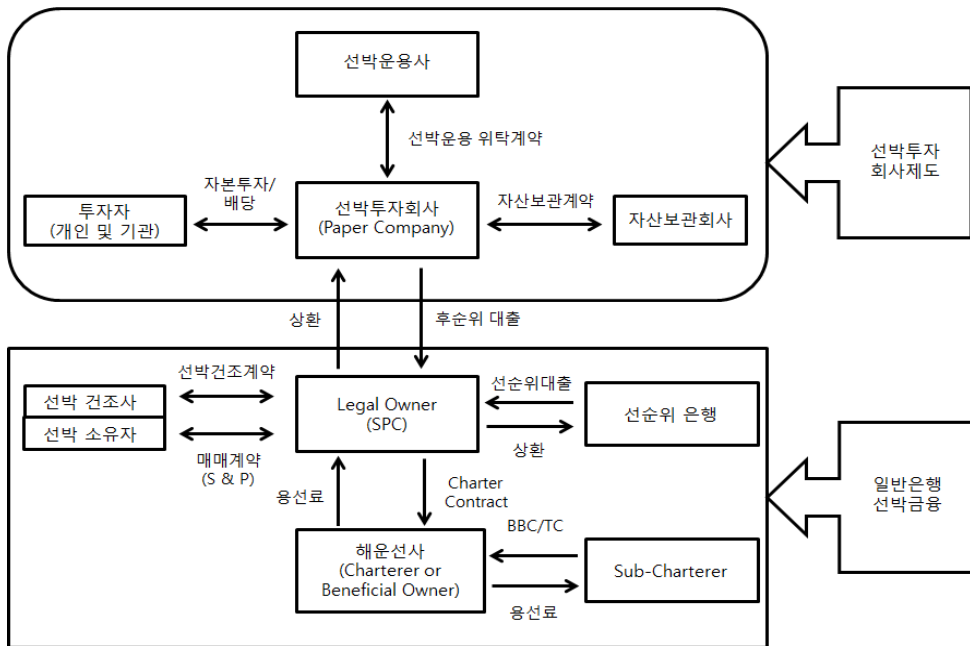 선박운용사
선박운용 위탁계약
선박투자
회사제도
자본투자/
배당
투자자
(개인 및 기관)
선박투자회사
(Paper Company)
자산보관계약
자산보관회사
상환
후순위 대출
선박건조계약
선박 건조사
선박 소유자
매매계약
(S & P)
Legal Owner
(SPC)
선순위대출
상환
선순위 은행
일반은행
선박금융
용선료
Charter
Contract
BBC/TC
해운선사
(Charterer or
Beneficial Owner)
용선료
Sub-Charterer